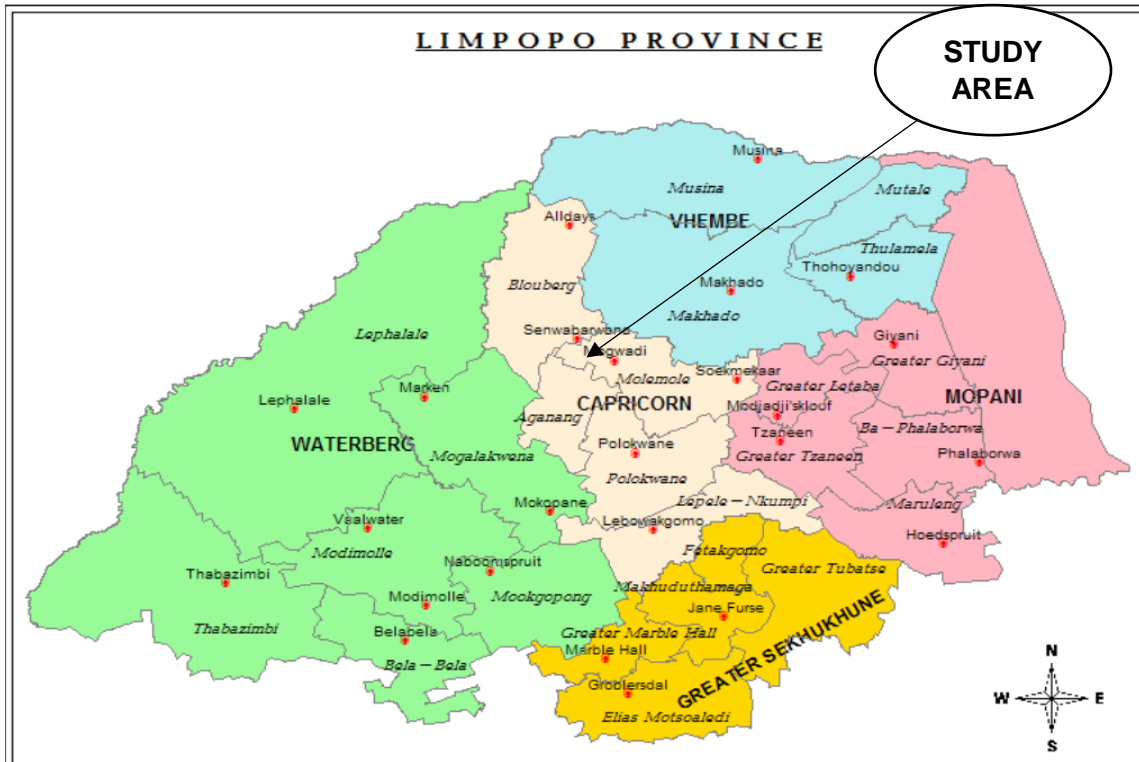 LIMPOPO PROVINCE
STUDY
AREA
Musina
Musina
Mutale
VHEMBE
Alldays
Thulamela
Thohoyandou
Blouberg
Makhado
Makhado
Lephalale
Senwabarwana
Giyani
Mogwadi
Greater Giyani
Molemole
Soekmekaar
Greater Letaba
Marken
Lephalale
CAPRICORN
MOPANI
Aganang
Modjadji'skloof
Tzaneen
Ba-Phalaborwa
WATERBERG
Polokwane
Greater Tzaneen
Mogalakwena
Phalaborwa
Polokwane
Lepele-Nkumpi
Mokopane
Maruleng
Vaalwater
Lebowakgomo
Hoedspruit
Modimolle
Fetakgomo
Naboomspruit
Greater Tubatse
Thabazimbi
Makhuduthamaga
Modimolle
Mookgopong
Jane Furse
Thabazimbi
Belabela
Greater Marble Hall
Marble Hall
Bela-Bela
GREATER SEKHUKHUNE
Groblersdal
Elias Motsoaledi
N
W
E
S